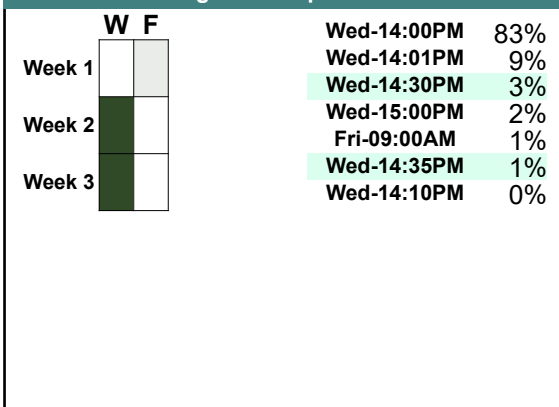 W F
Week 1
Week 2
Week 3
Wed-14:00PM 83%
Wed-14:01PM 9%
Wed-14:30PM 3%
Wed-15:00PM 2%
Fri-09:00AM 1%
Wed-14:35PM 1%
Wed-14:10PM 0%